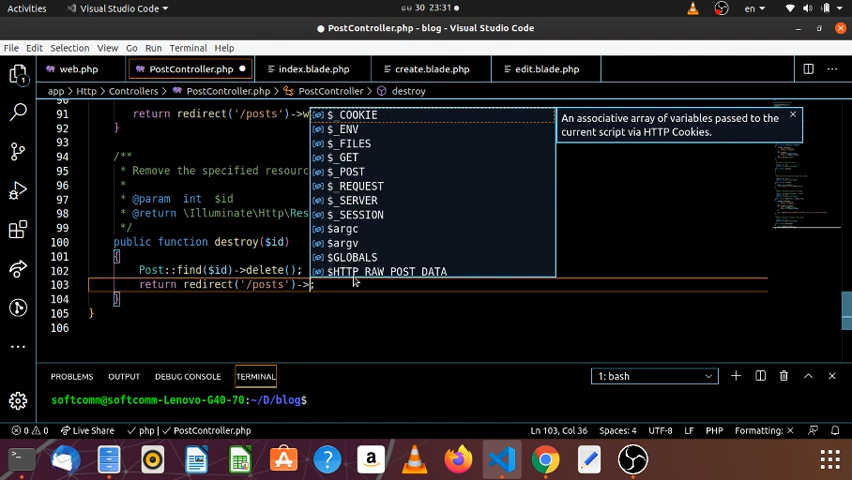 Activities
Visual Studio Code
30 23:31
en
PostController.php - blog - Visual Studio Code
File Edit Selection View Go Run Terminal Help
web.php
PostController.php
index.blade.php
create.blade.php
edit.blade.php
app > Http > Controllers > PostController.php > PostController > destroy
90
91 return redirect('/posts')->w
92 }
93
94 /**
95 * Remove the specified resourc
96 *
97 * @param int $id
98 * @return \Illuminate\Http\Res
99 */
100 public function destroy($id)
101 {
102 Post::find($id)->delete();
103 return redirect('/posts')->;
104 }
105 }
106
$_COOKIE
$_ENV
$_FILES
$_GET
$_POST
$_REQUEST
$_SERVER
$_SESSION
$argc
$argv
$GLOBALS
$HTTP_RAW_POST_DATA
An associative array of variables passed to the
current script via HTTP Cookies.
PROBLEMS OUTPUT DEBUG CONSOLE TERMINAL
1: bash
softcomm@softcomm-Lenovo-G40-70:~/D/blog$
0 0 Live Share php | PostController.php Ln 103, Col 36 Spaces: 4 UTF-8 LF PHP Formatting: ×